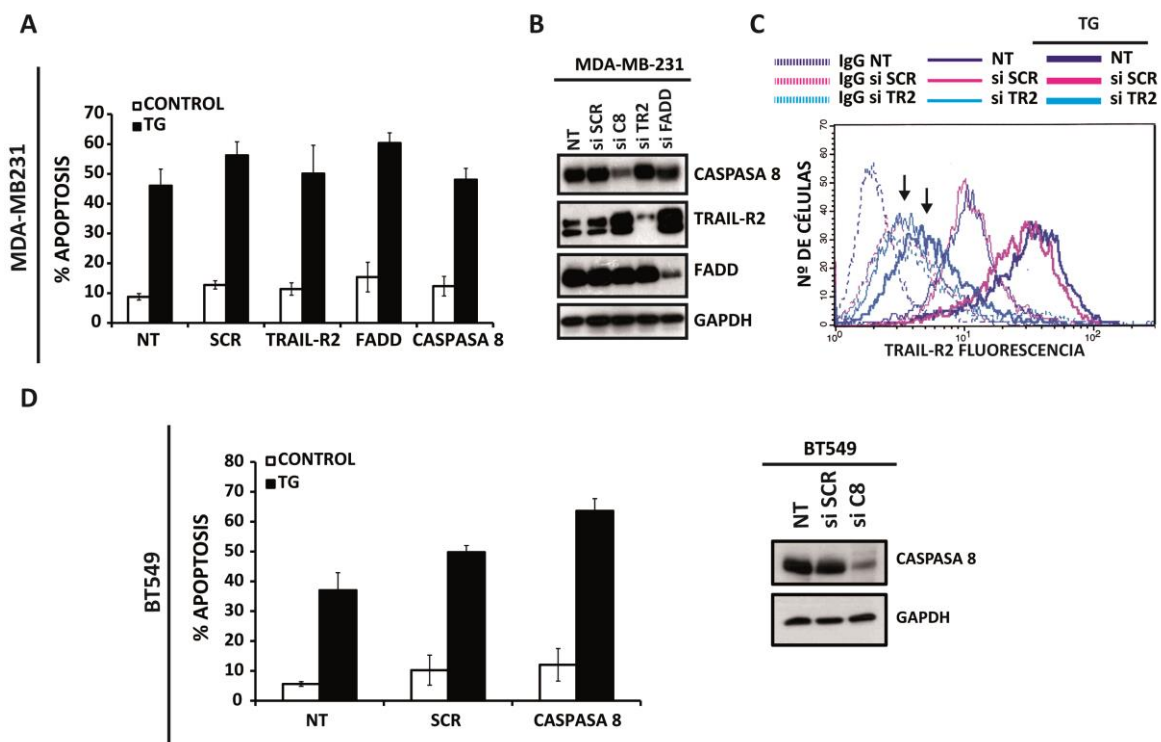 A
MDA-MB231
% APOPTOSIS
CONTROL
TG
80
70
60
50
40
30
20
10
0
NT SCR TRAIL-R2 FADD CASPASA 8
B
MDA-MB-231
NT si SCR si C8 si TR2 si FADD
CASPASA 8
TRAIL-R2
FADD
GAPDH
C
TG
IgG NT NT NT
IgG si SCR si SCR si SCR
IgG si TR2 si TR2 si TR2
Nº DE CÉLULAS
70
60
50
40
30
20
10
0
10⁰ 10¹ 10²
TRAIL-R2 FLUORESCENCIA
D
BT549
% APOPTOSIS
CONTROL
TG
80
70
60
50
40
30
20
10
0
NT SCR CASPASA 8
BT549
NT si SCR si C8
CASPASA 8
GAPDH